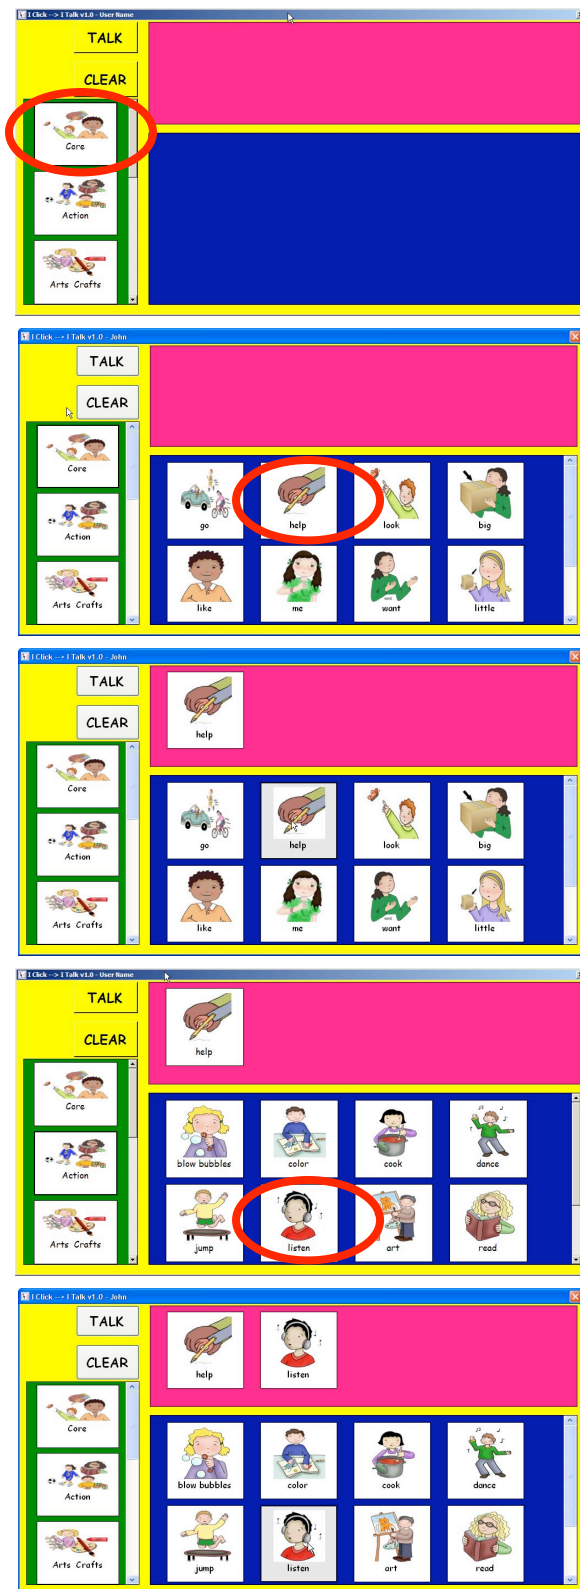 I Click --> I Talk v1.0 - User Name
TALK
CLEAR
Core
Action
Arts Crafts
I Click --> I Talk v1.0 - John
TALK
CLEAR
Core
Action
Arts Crafts
go help look big
like me want little
I Click --> I Talk v1.0 - John
TALK
CLEAR
help
Core
Action
Arts Crafts
go help look big
like me want little
I Click --> I Talk v1.0 - User Name
TALK
CLEAR
help
Core
Action
Arts Crafts
blow bubbles color cook dance
jump listen art read
I Click --> I Talk v1.0 - John
TALK
CLEAR
help listen
Core
Action
Arts Crafts
blow bubbles color cook dance
jump listen art read